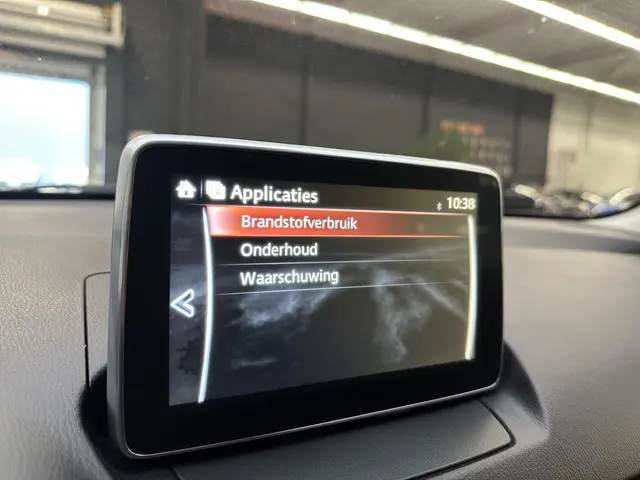 Applicaties
10:38
Brandstofverbruik
Onderhoud
Waarschuwing